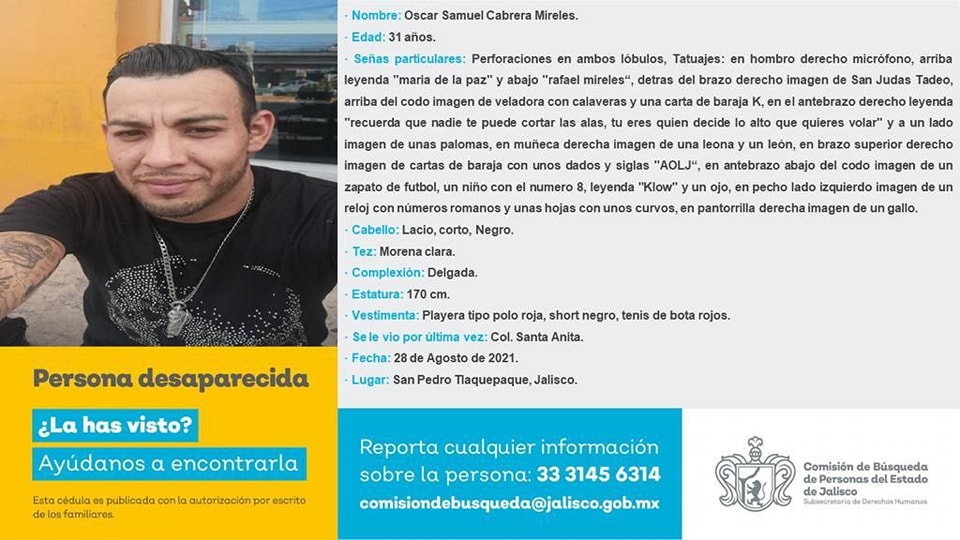 · Nombre: Oscar Samuel Cabrera Mireles.
· Edad: 31 años.
· Señas particulares: Perforaciones en ambos lóbulos, Tatuajes: en hombro derecho micrófono, arriba
leyenda "maria de la paz" y abajo "rafael mireles“, detras del brazo derecho imagen de San Judas Tadeo,
arriba del codo imagen de veladora con calaveras y una carta de baraja K, en el antebrazo derecho leyenda
"recuerda que nadie te puede cortar las alas, tu eres quien decide lo alto que quieres volar" y a un lado
imagen de unas palomas, en muñeca derecha imagen de una leona y un león, en brazo superior derecho
imagen de cartas de baraja con unos dados y siglas "AOLJ“, en antebrazo abajo del codo imagen de un
zapato de futbol, un niño con el numero 8, leyenda "Klow" y un ojo, en pecho lado izquierdo imagen de un
reloj con números romanos y unas hojas con unos curvos, en pantorrilla derecha imagen de un gallo.
· Cabello: Lacio, corto, Negro.
· Tez: Morena clara.
· Complexión: Delgada.
· Estatura: 170 cm.
· Vestimenta: Playera tipo polo roja, short negro, tenis de bota rojos.
· Se le vio por última vez: Col. Santa Anita.
· Fecha: 28 de Agosto de 2021.
· Lugar: San Pedro Tlaquepaque, Jalisco.
Persona desaparecida
¿La has visto?
Ayúdanos a encontrarla
Esta cédula es publicada con la autorización por escrito
de los familiares.
Reporta cualquier información
sobre la persona: 33 3145 6314
comisiondebusqueda@jalisco.gob.mx
Comisión de Búsqueda
de Personas del Estado
de Jalisco
Subsecretaría de Derechos Humanos